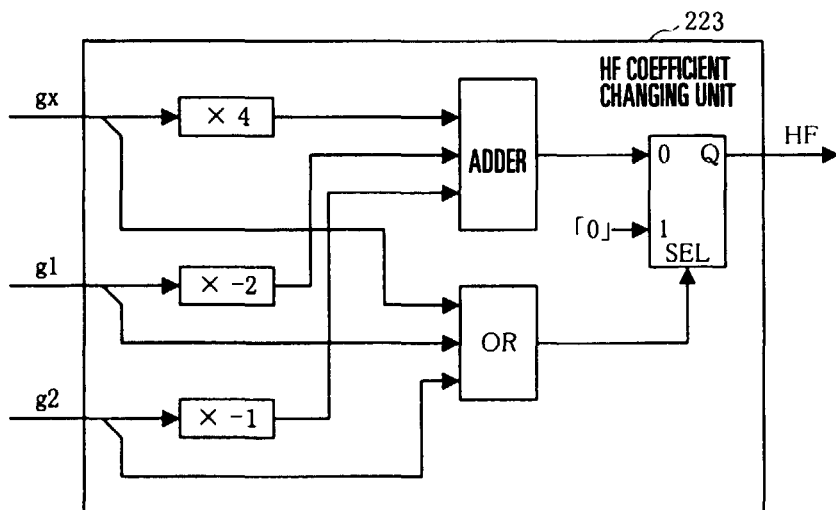 223
HF COEFFICIENT
CHANGING UNIT
gx
× 4
ADDER
0 Q
HF
「0」
1
SEL
g1
× -2
OR
g2
× -1